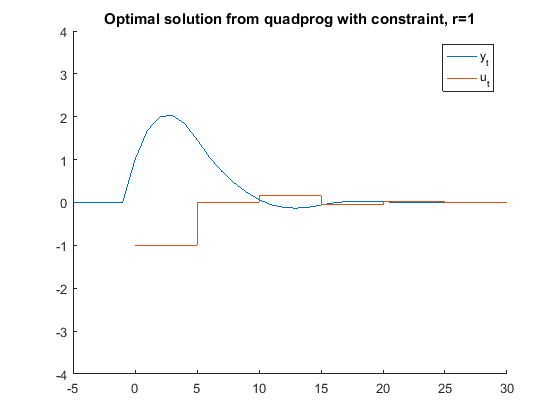 Optimal solution from quadprog with constraint, r=1
y_t
u_t
4
3
2
1
0
-1
-2
-3
-4
-5 0 5 10 15 20 25 30